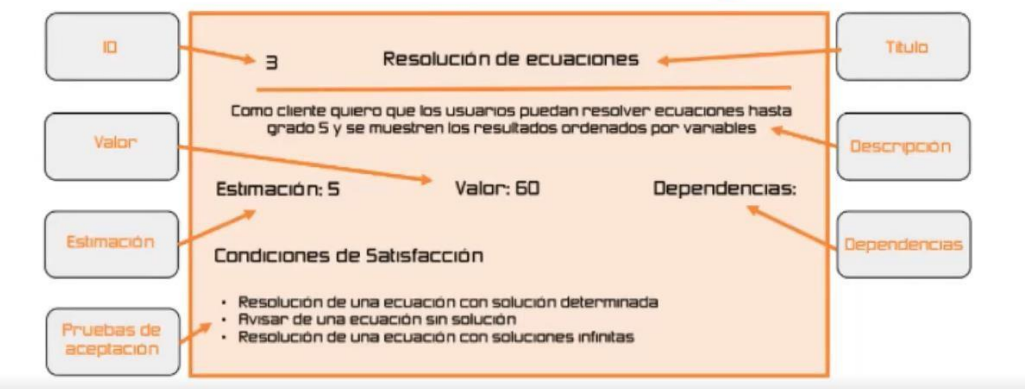 ID
3
Resolución de ecuaciones
Título
Como cliente quiero que los usuarios puedan resolver ecuaciones hasta
grado 5 y se muestren los resultados ordenados por variables
Valor
Descripción
Estimación: 5
Valor: 60
Dependencias:
Estimación
Dependencias
Condiciones de Satisfacción
• Resolución de una ecuación con solución determinada
• Avisar de una ecuación sin solución
• Resolución de una ecuación con soluciones infinitas
Pruebas de
aceptación